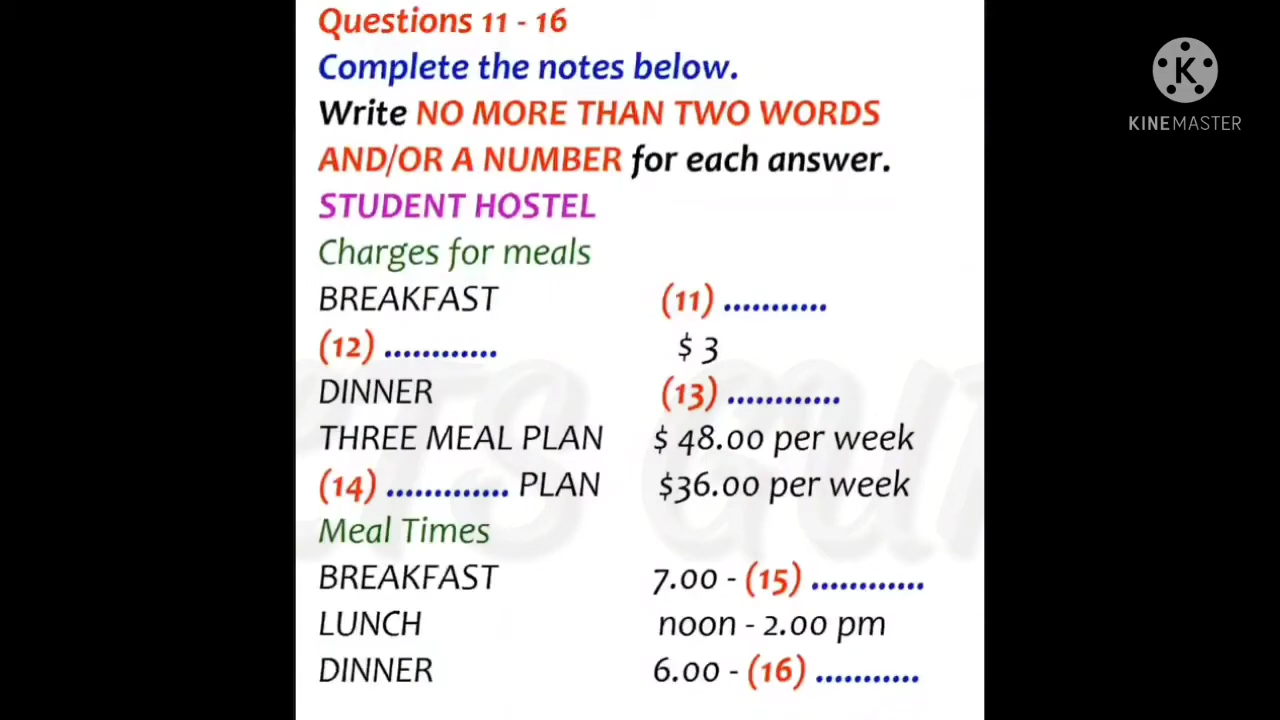 Questions 11 - 16
Complete the notes below.
Write NO MORE THAN TWO WORDS
AND/OR A NUMBER for each answer.
STUDENT HOSTEL
Charges for meals
BREAKFAST (11) ...........
(12) ............ $ 3
DINNER (13) ............
THREE MEAL PLAN $ 48.00 per week
(14) ............. PLAN $36.00 per week
Meal Times
BREAKFAST 7.00 - (15) ............
LUNCH noon - 2.00 pm
DINNER 6.00 - (16) ...........
K
KINEMASTER